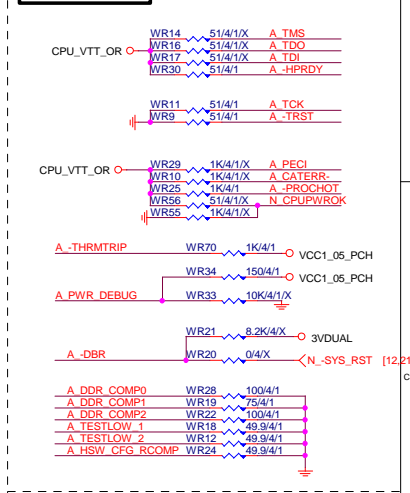 WR14 51/4/1/X A_TMS
CPU_VTT_OR WR16 51/4/1/X A_TDO
WR17 51/4/1/X A_TDI
WR30 51/4/1 A_-HPRDY
WR11 51/4/1 A_TCK
WR9 51/4/1 A_-TRST
CPU_VTT_OR WR29 1K/4/1/X A_PECI
WR10 1K/4/1/X A_CATERR-
WR25 1K/4/1 A_-PROCHOT
WR56 51/4/1/X N_CPUPWROK
WR55 1K/4/1/X
A_-THRMTRIP WR70 1K/4/1 VCC1_05_PCH
WR34 150/4/1 VCC1_05_PCH
A_PWR_DEBUG WR33 10K/4/1/X
WR21 8.2K/4/X 3VDUAL
A_-DBR WR20 0/4/X N_-SYS_RST [12,21
C
A_DDR_COMP0 WR28 100/4/1
A_DDR_COMP1 WR19 75/4/1
A_DDR_COMP2 WR22 100/4/1
A_TESTLOW_1 WR18 49.9/4/1
A_TESTLOW_2 WR12 49.9/4/1
A_HSW_CFG_RCOMP WR24 49.9/4/1